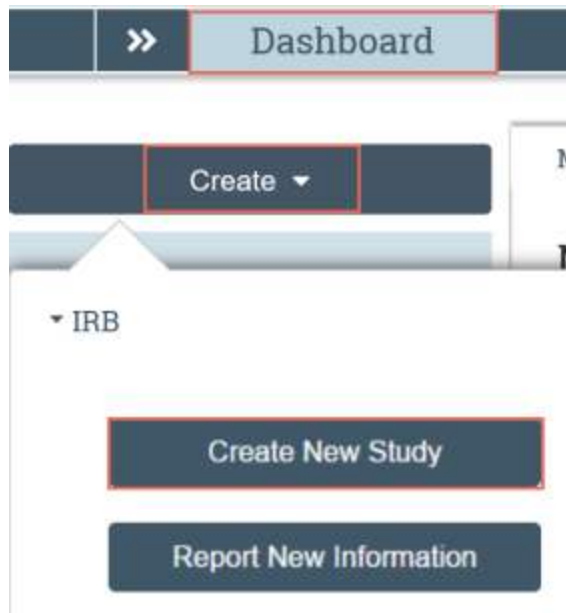 Dashboard
Create
IRB
Create New Study
Report New Information